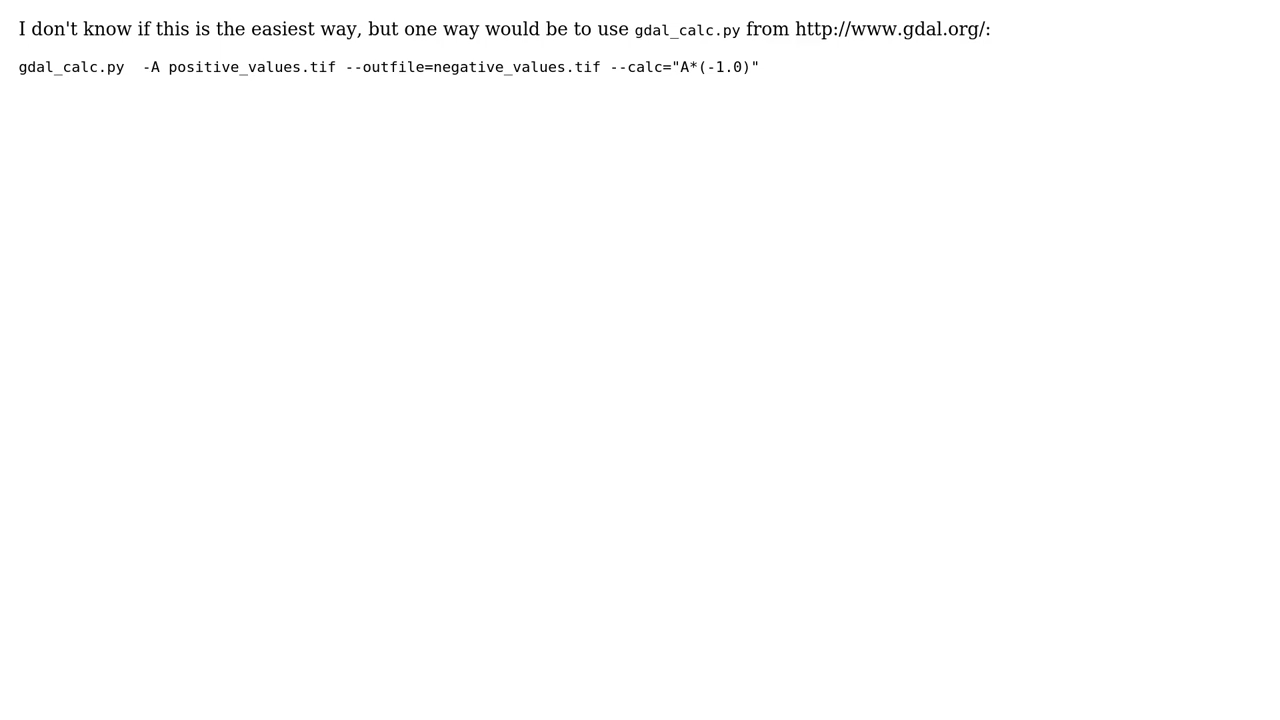 I don't know if this is the easiest way, but one way would be to use gdal_calc.py from http://www.gdal.org/:
gdal_calc.py  -A positive_values.tif --outfile=negative_values.tif --calc="A*(-1.0)"